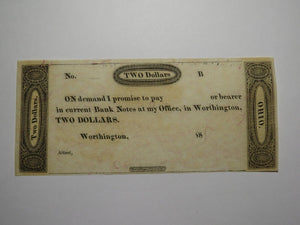 No. TWO Dollars B
ON demand I promise to pay or bearer
in current Bank Notes at my Office, in Worthington,
TWO DOLLARS.
Worthington, 18
Attest,
Two Dollars.
OHIO.